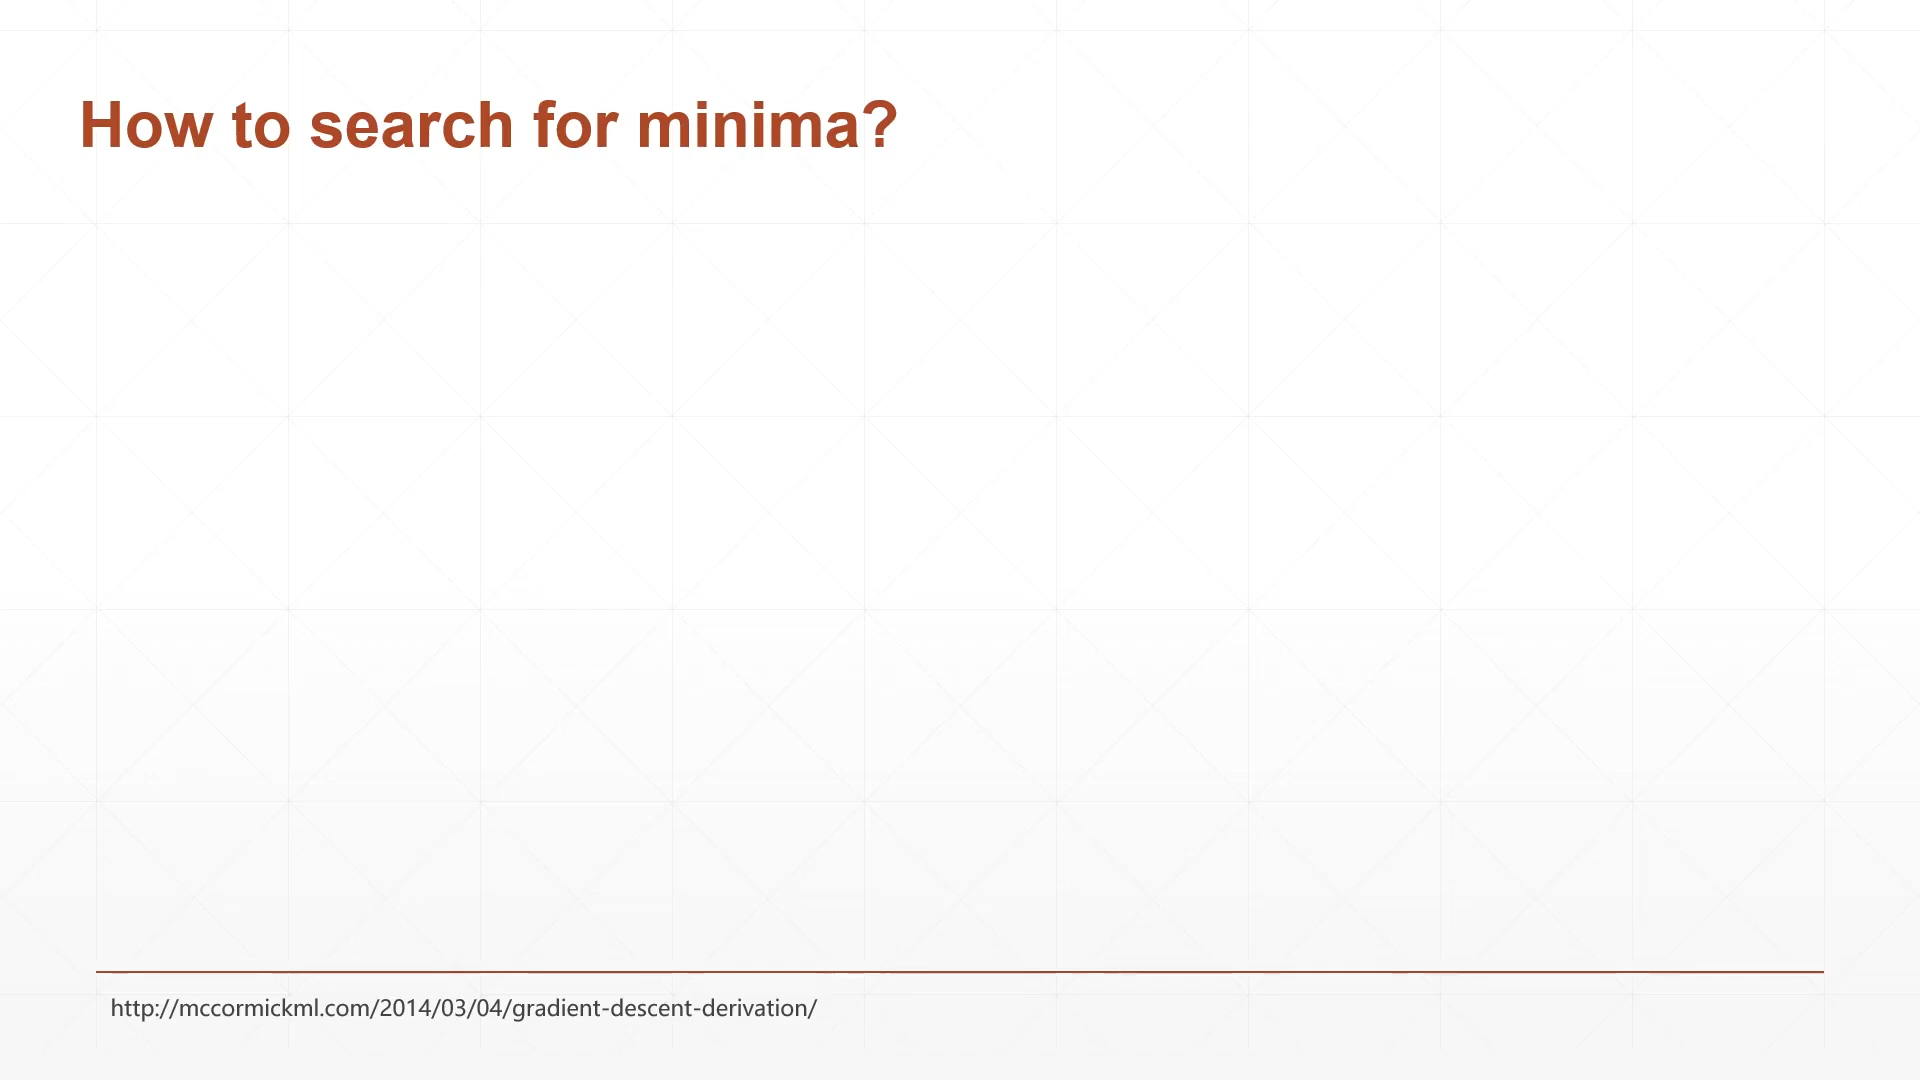 How to search for minima?
http://mccormickml.com/2014/03/04/gradient-descent-derivation/